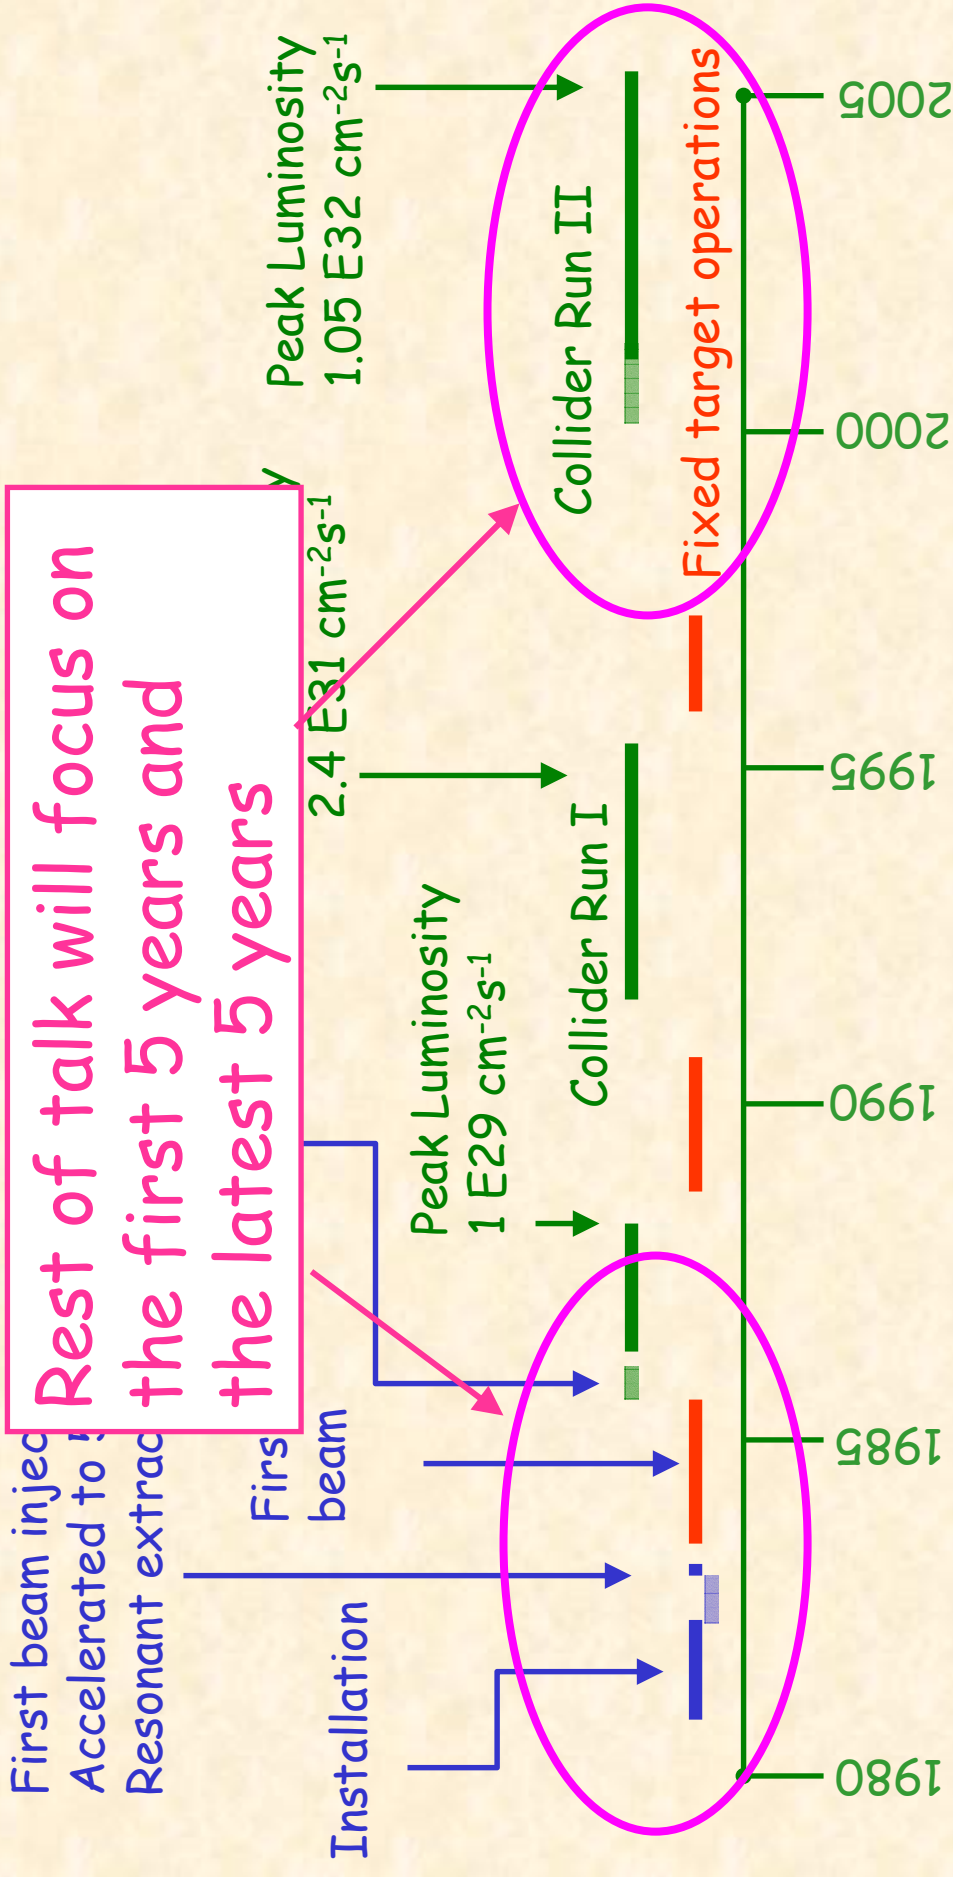 Rest of talk will focus on
the first 5 years and
the latest 5 years
First beam
Accelerated to
Resonant
beam
Installation
Peak Luminosity
1 E29 cm-2s-1
2.4 E31 cm-2s-1
Peak Luminosity
1.05 E32 cm-2s-1
Collider Run I
Collider Run II
Fixed target operations
1980
1985
1990
1995
2000
2005